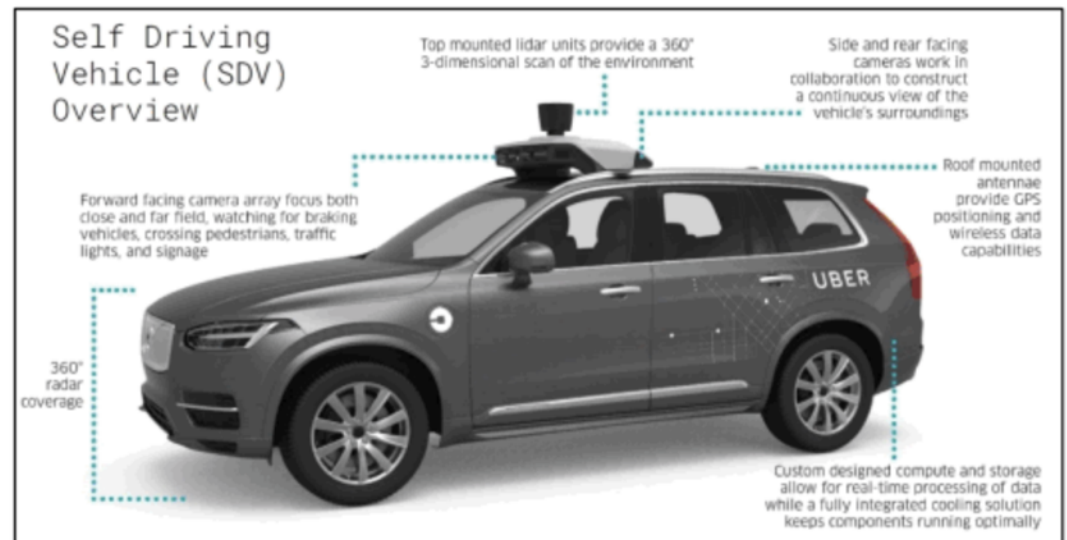 Self Driving
Vehicle (SDV)
Overview
Top mounted lidar units provide a 360°
3-dimensional scan of the environment
Side and rear facing
cameras work in
collaboration to construct
a continuous view of the
vehicle's surroundings
Roof mounted
antennae
provide GPS
positioning and
wireless data
capabilities
Forward facing camera array focus both
close and far field, watching for braking
vehicles, crossing pedestrians, traffic
lights, and signage
UBER
360°
radar
coverage
Custom designed compute and storage
allow for real-time processing of data
while a fully integrated cooling solution
keeps components running optimally